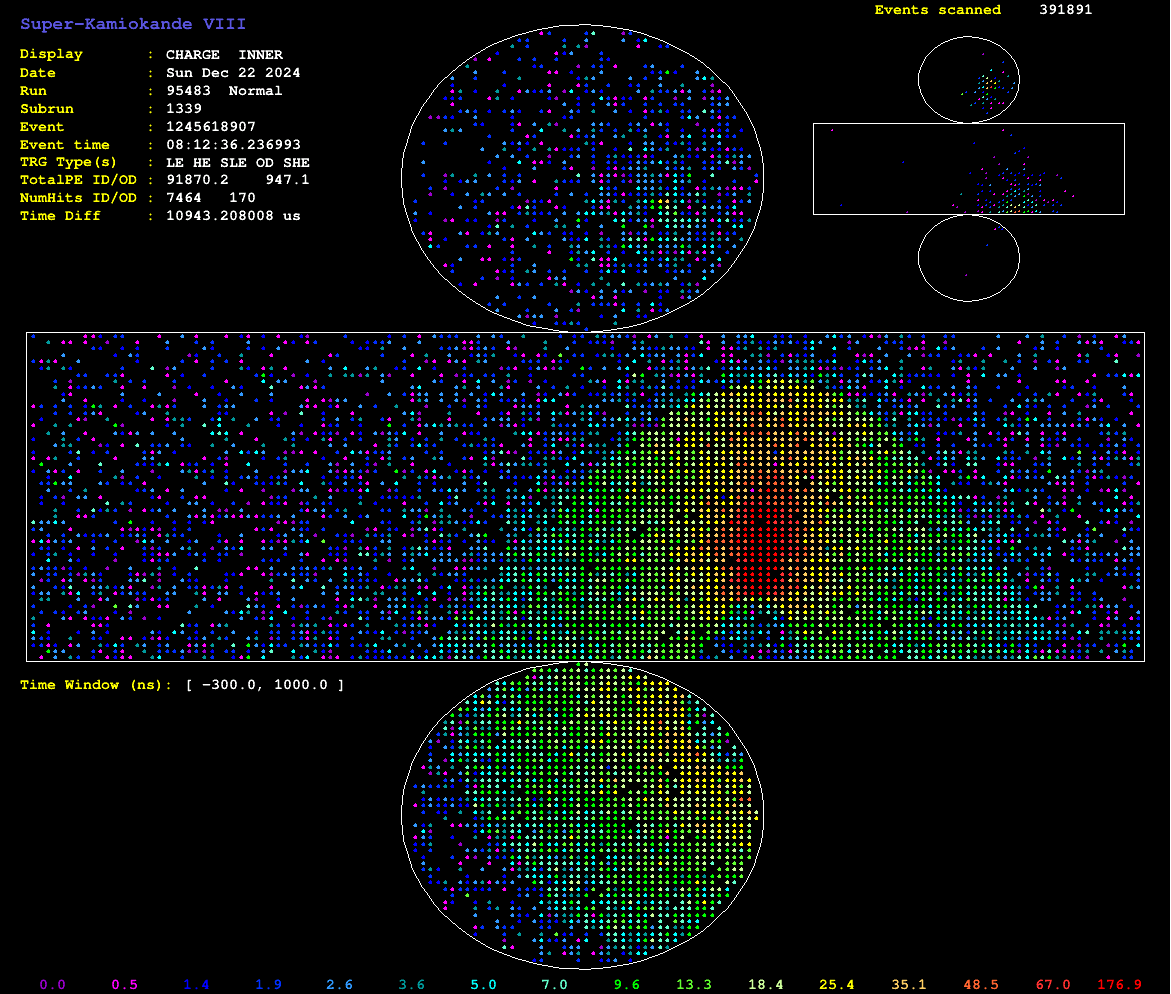 Super-Kamiokande VIII
Events scanned 391891
Display : CHARGE INNER
Date : Sun Dec 22 2024
Run : 95483 Normal
Subrun : 1339
Event : 1245618907
Event time : 08:12:36.236993
TRG Type(s) : LE HE SLE OD SHE
TotalPE ID/OD : 91870.2 947.1
NumHits ID/OD : 7464 170
Time Diff : 10943.208008 us
Time Window (ns): [ −300.0, 1000.0 ]
0.0 0.5 1.4 1.9 2.6 3.6 5.0 7.0 9.6 13.3 18.4 25.4 35.1 48.5 67.0 176.9